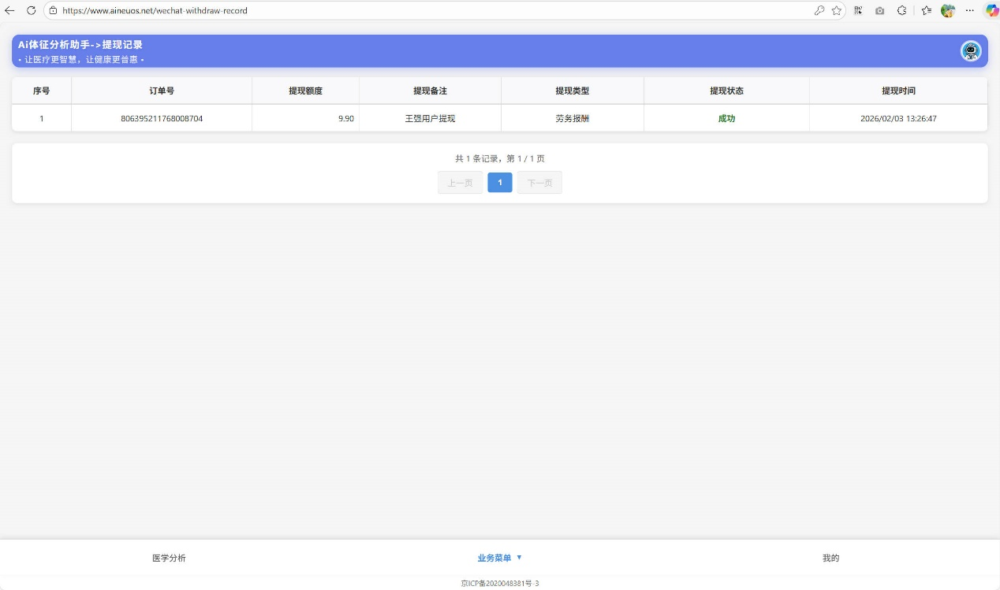 https://www.aineuos.net/wechat-withdraw-record
Ai体征分析助手->提现记录
• 让医疗更智慧，让健康更普惠 •
序号 订单号 提现额度 提现备注 提现类型 提现状态 提现时间
1 806395211768008704 9.90 王强用户提现 劳务报酬 成功 2026/02/03 13:26:47
共 1 条记录，第 1 / 1 页
上一页 1 下一页
医学分析 业务菜单 ▼ 我的
京ICP备2020048381号-3